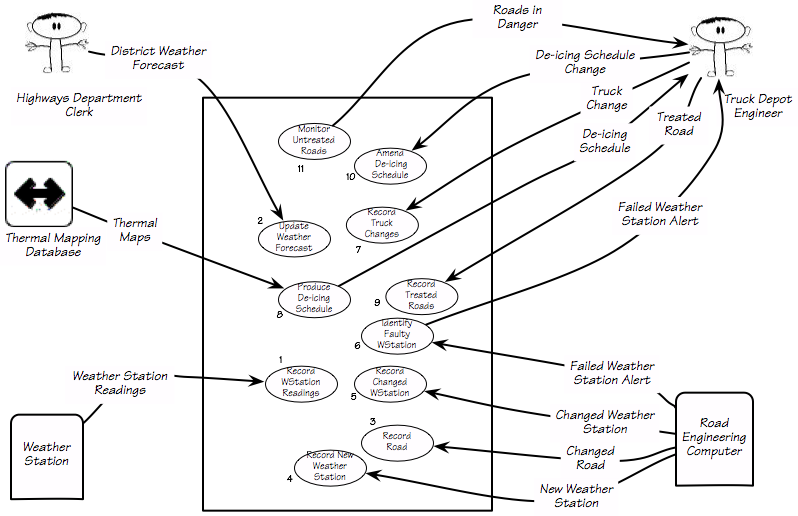 Roads in
Danger
District Weather
Forecast
De-icing Schedule
Change
Highways Department
Clerk
Truck
Change
Truck Depot
Engineer
Treated
Road
De-icing
Schedule
Monitor
Untreated
Roads
11
Amend
De-icing
Schedule
10
Thermal Mapping
Database
Thermal
Maps
2
Update
Weather
Forecast
Record
Truck
Changes
7
Failed Weather
Station Alert
Produce
De-icing
Schedule
8
9
Record
Treated
Roads
Identify
Faulty
WStation
6
Weather Station
Readings
1
Record
WStation
Readings
Record
Changed
WStation
5
Failed Weather
Station Alert
Changed Weather
Station
Road
Engineering
Computer
Weather
Station
3
Record
Road
Changed
Road
Record New
Weather
Station
4
New Weather
Station